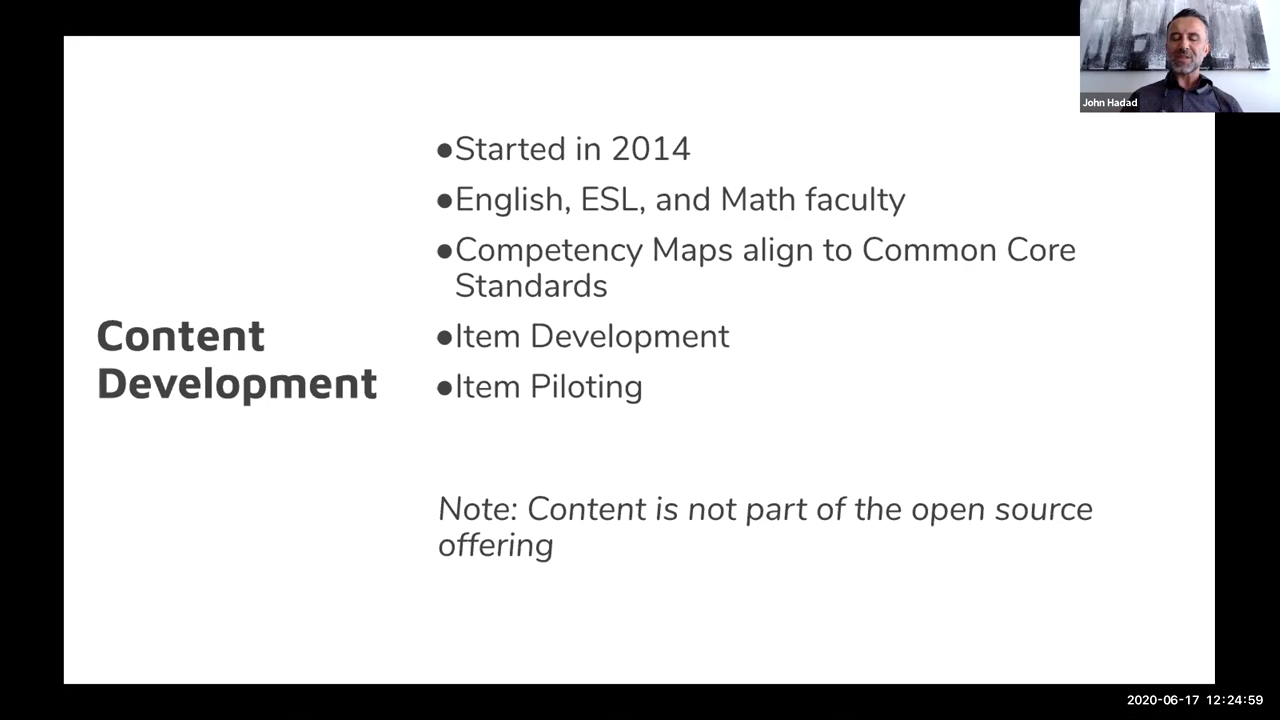 Content
Development
●Started in 2014
●English, ESL, and Math faculty
●Competency Maps align to Common Core
Standards
●Item Development
●Item Piloting
Note: Content is not part of the open source
offering
John Hadad
2020-06-17 12:24:59